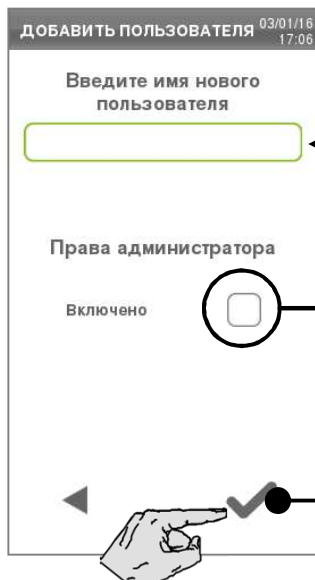 ДОБАВИТЬ ПОЛЬЗОВАТЕЛЯ 03/01/16
17:06
Введите имя нового
пользователя
Права администратора
Включено